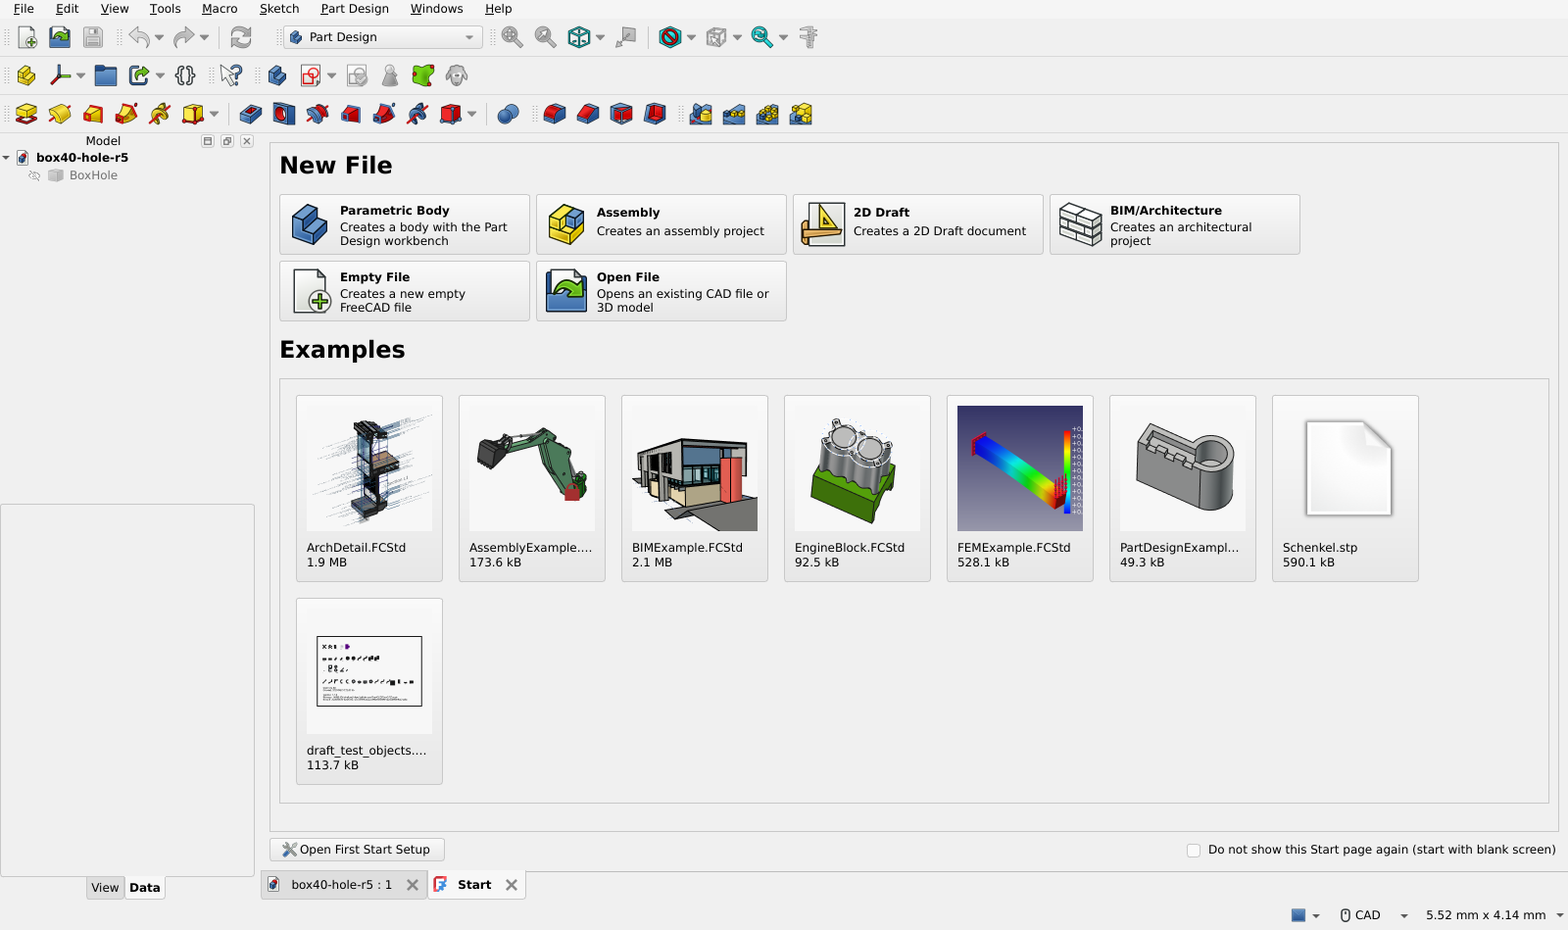 File Edit View Tools Macro Sketch Part Design Windows Help
Part Design
Model
box40-hole-r5
BoxHole
New File
Parametric Body
Creates a body with the Part
Design workbench
Assembly
Creates an assembly project
2D Draft
Creates a 2D Draft document
BIM/Architecture
Creates an architectural
project
Empty File
Creates a new empty
FreeCAD file
Open File
Opens an existing CAD file or
3D model
Examples
ArchDetail.FCStd
1.9 MB
AssemblyExample....
173.6 kB
BIMExample.FCStd
2.1 MB
EngineBlock.FCStd
92.5 kB
FEMExample.FCStd
528.1 kB
PartDesignExampl...
49.3 kB
Schenkel.stp
590.1 kB
draft_test_objects....
113.7 kB
Open First Start Setup
Do not show this Start page again (start with blank screen)
View Data
box40-hole-r5 : 1
Start
CAD
5.52 mm x 4.14 mm